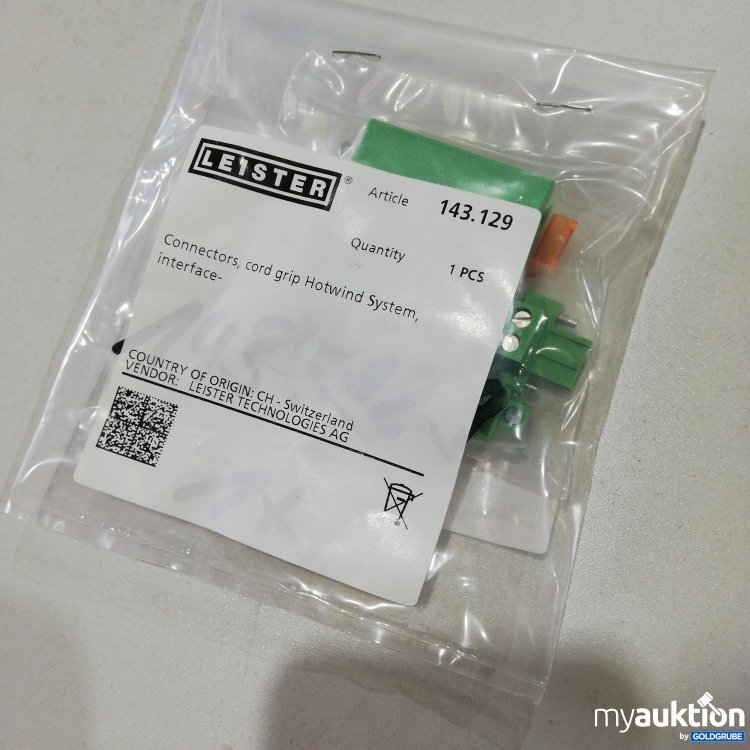 LEISTER ®
Article 143.129
Quantity 1 PCS
Connectors, cord grip Hotwind System,
interface-
COUNTRY OF ORIGIN: CH - Switzerland
VENDOR: LEISTER TECHNOLOGIES AG
1x
myauktion
by GOLDGRUBE